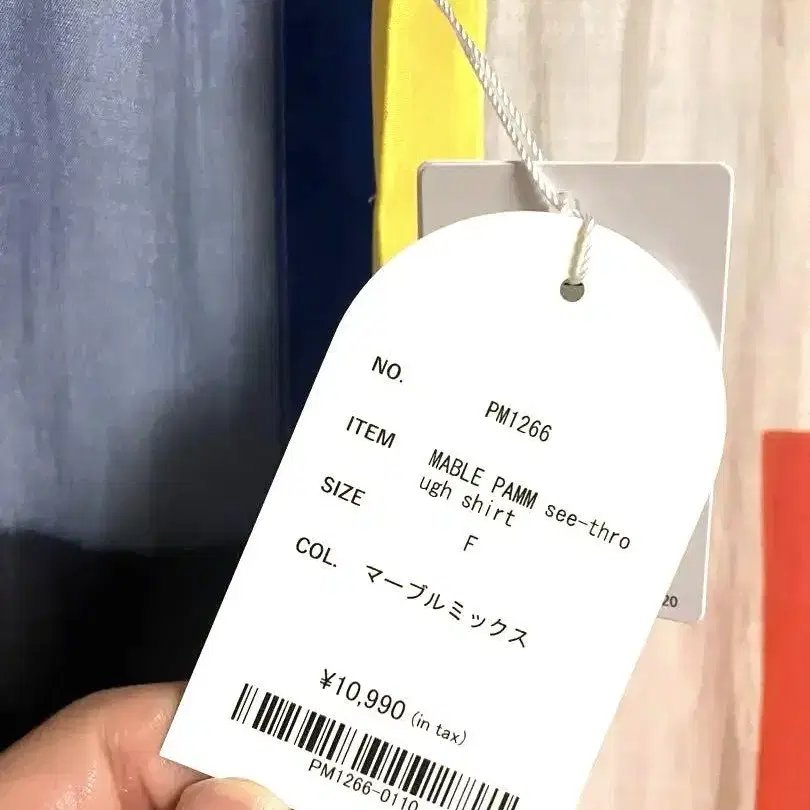 NO. PM1266
ITEM MABLE PAMM see-thro
ugh shirt
SIZE F
COL. マーブルミックス
¥10,990 (in tax)
PM1266-0110
20